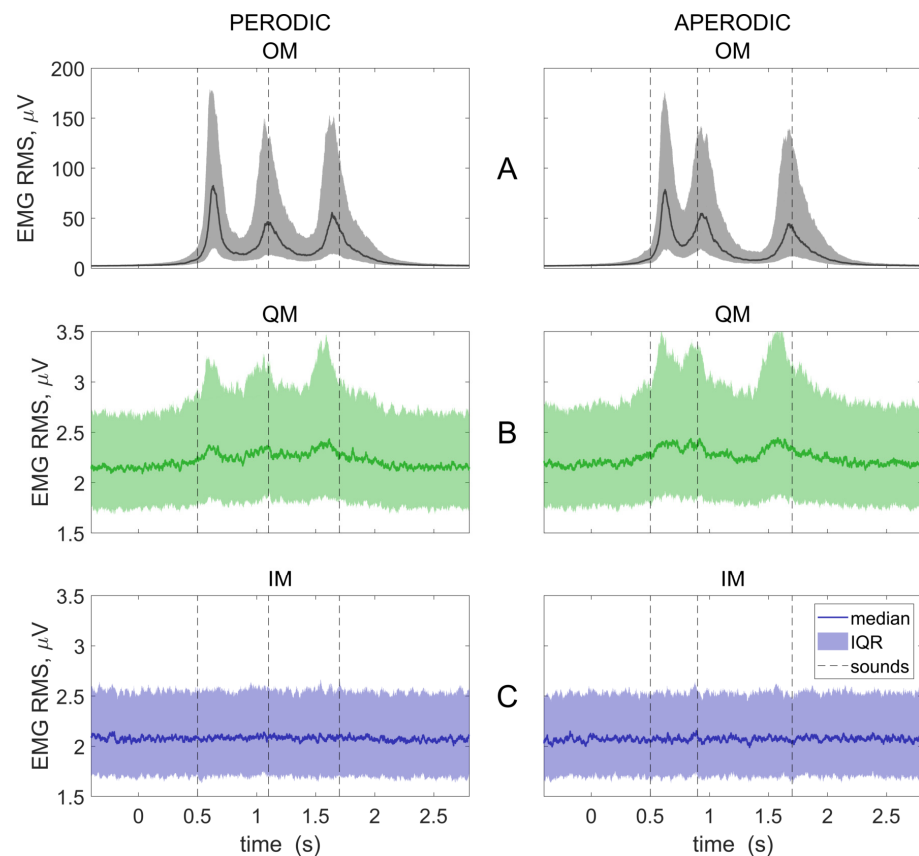 PERODIC
OM
APERODIC
OM
200
150
100
50
0
EMG RMS, μV
A
QM
QM
3.5
3
2.5
2
1.5
EMG RMS, μV
B
IM
IM
3.5
3
2.5
2
1.5
EMG RMS, μV
C
median
IQR
sounds
0 0.5 1 1.5 2 2.5
time (s)
0 0.5 1 1.5 2 2.5
time (s)